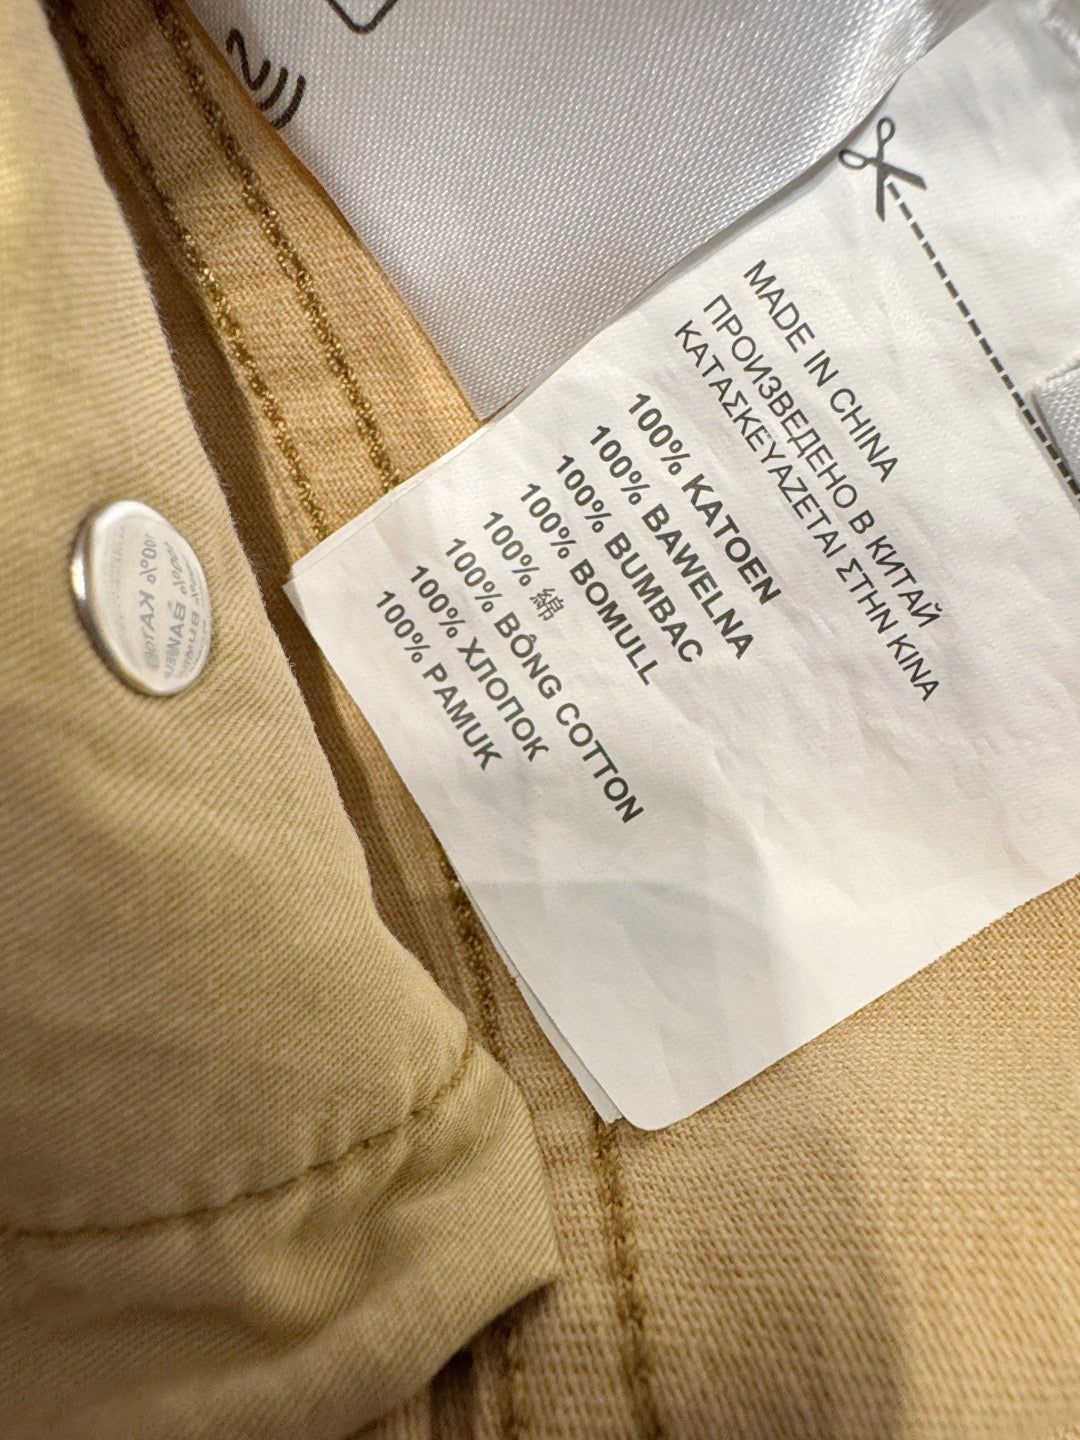 MADE IN CHINA
ПРОИЗВЕДЕНО В КИТАЙ
ΚΑΤΑΣΚΕΥΑΖΕΤΑΙ ΣΤΗΝ ΚΙΝΑ
100% KATOEN
100% BAWELNA
100% BUMBAC
100% BOMULL
100% 綿
100% BÔNG COTTON
100% ХЛОПОК
100% PAMUK